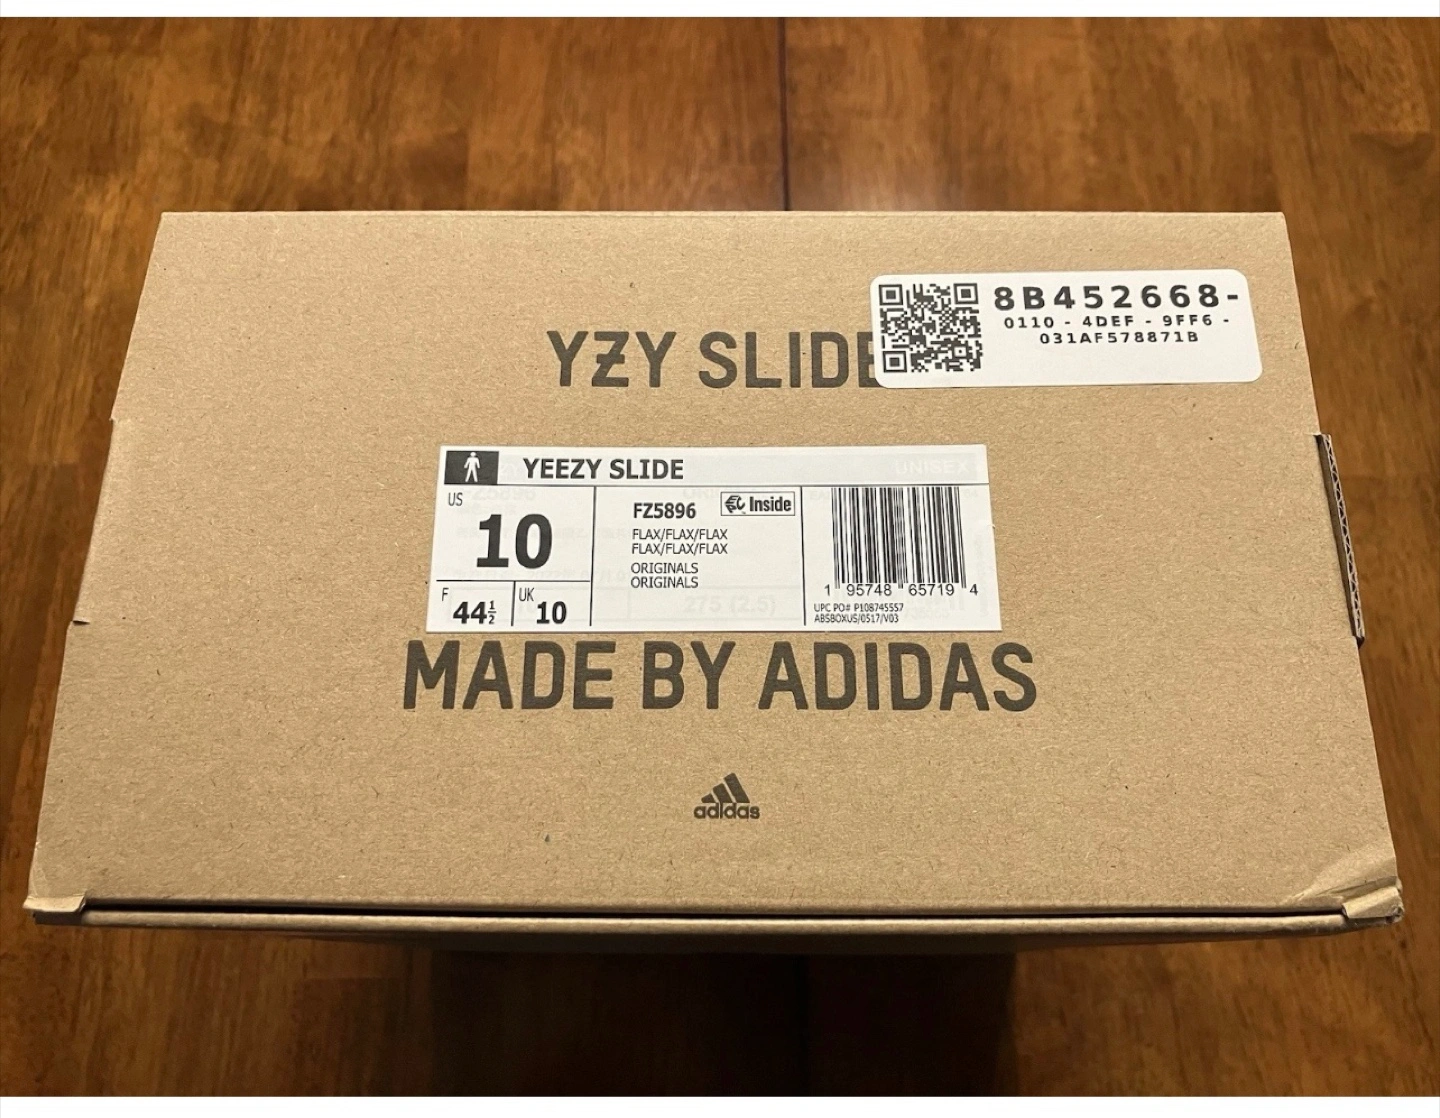 8B452668-
0110 - 4DEF - 9FF6 -
031AF578871B
YZY SLIDE
YEEZY SLIDE
UNISEX
US
10
F
44½
UK
10
FZ5896
Inside
FLAX/FLAX/FLAX
FLAX/FLAX/FLAX
ORIGINALS
ORIGINALS
275 (2.5)
1 95748 65719 4
UPC PO# P108745557
ABSBOXUS/0517/V03
MADE BY ADIDAS
adidas